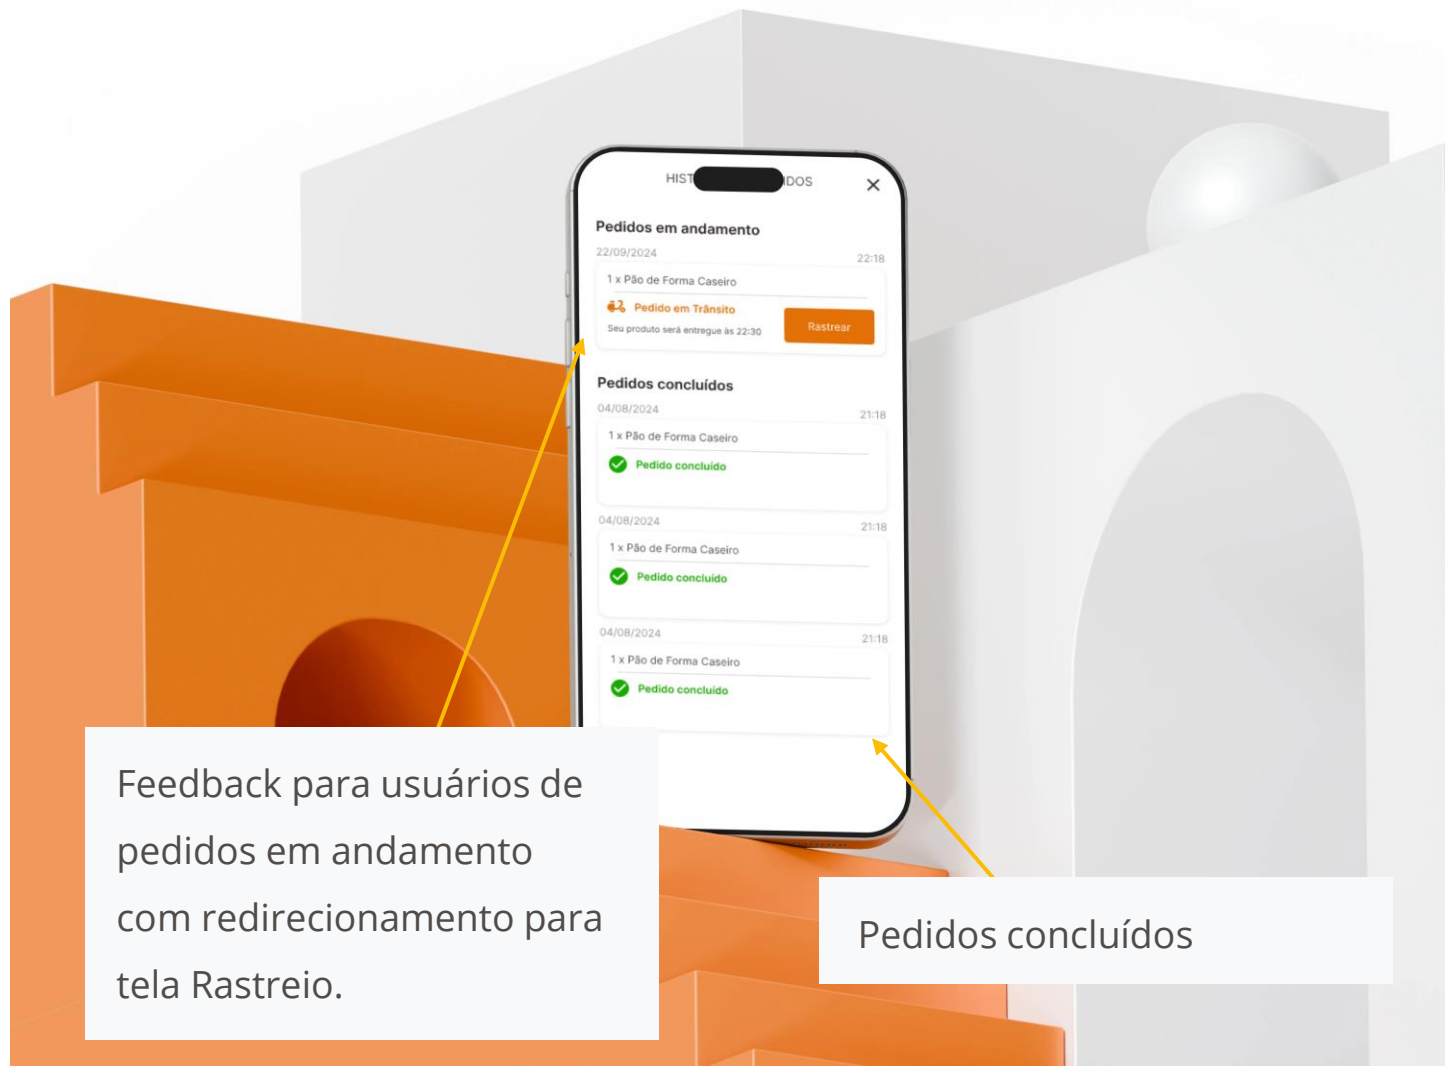 HIST IDOS
Pedidos em andamento
22/09/2024 22:18
1 x Pão de Forma Caseiro
Pedido em Trânsito
Seu produto será entregue às 22:30
Rastrear
Pedidos concluídos
04/08/2024 21:18
1 x Pão de Forma Caseiro
Pedido concluído
04/08/2024 21:18
1 x Pão de Forma Caseiro
Pedido concluído
04/08/2024 21:18
1 x Pão de Forma Caseiro
Pedido concluído
Feedback para usuários de
pedidos em andamento
com redirecionamento para
tela Rastreio.
Pedidos concluídos